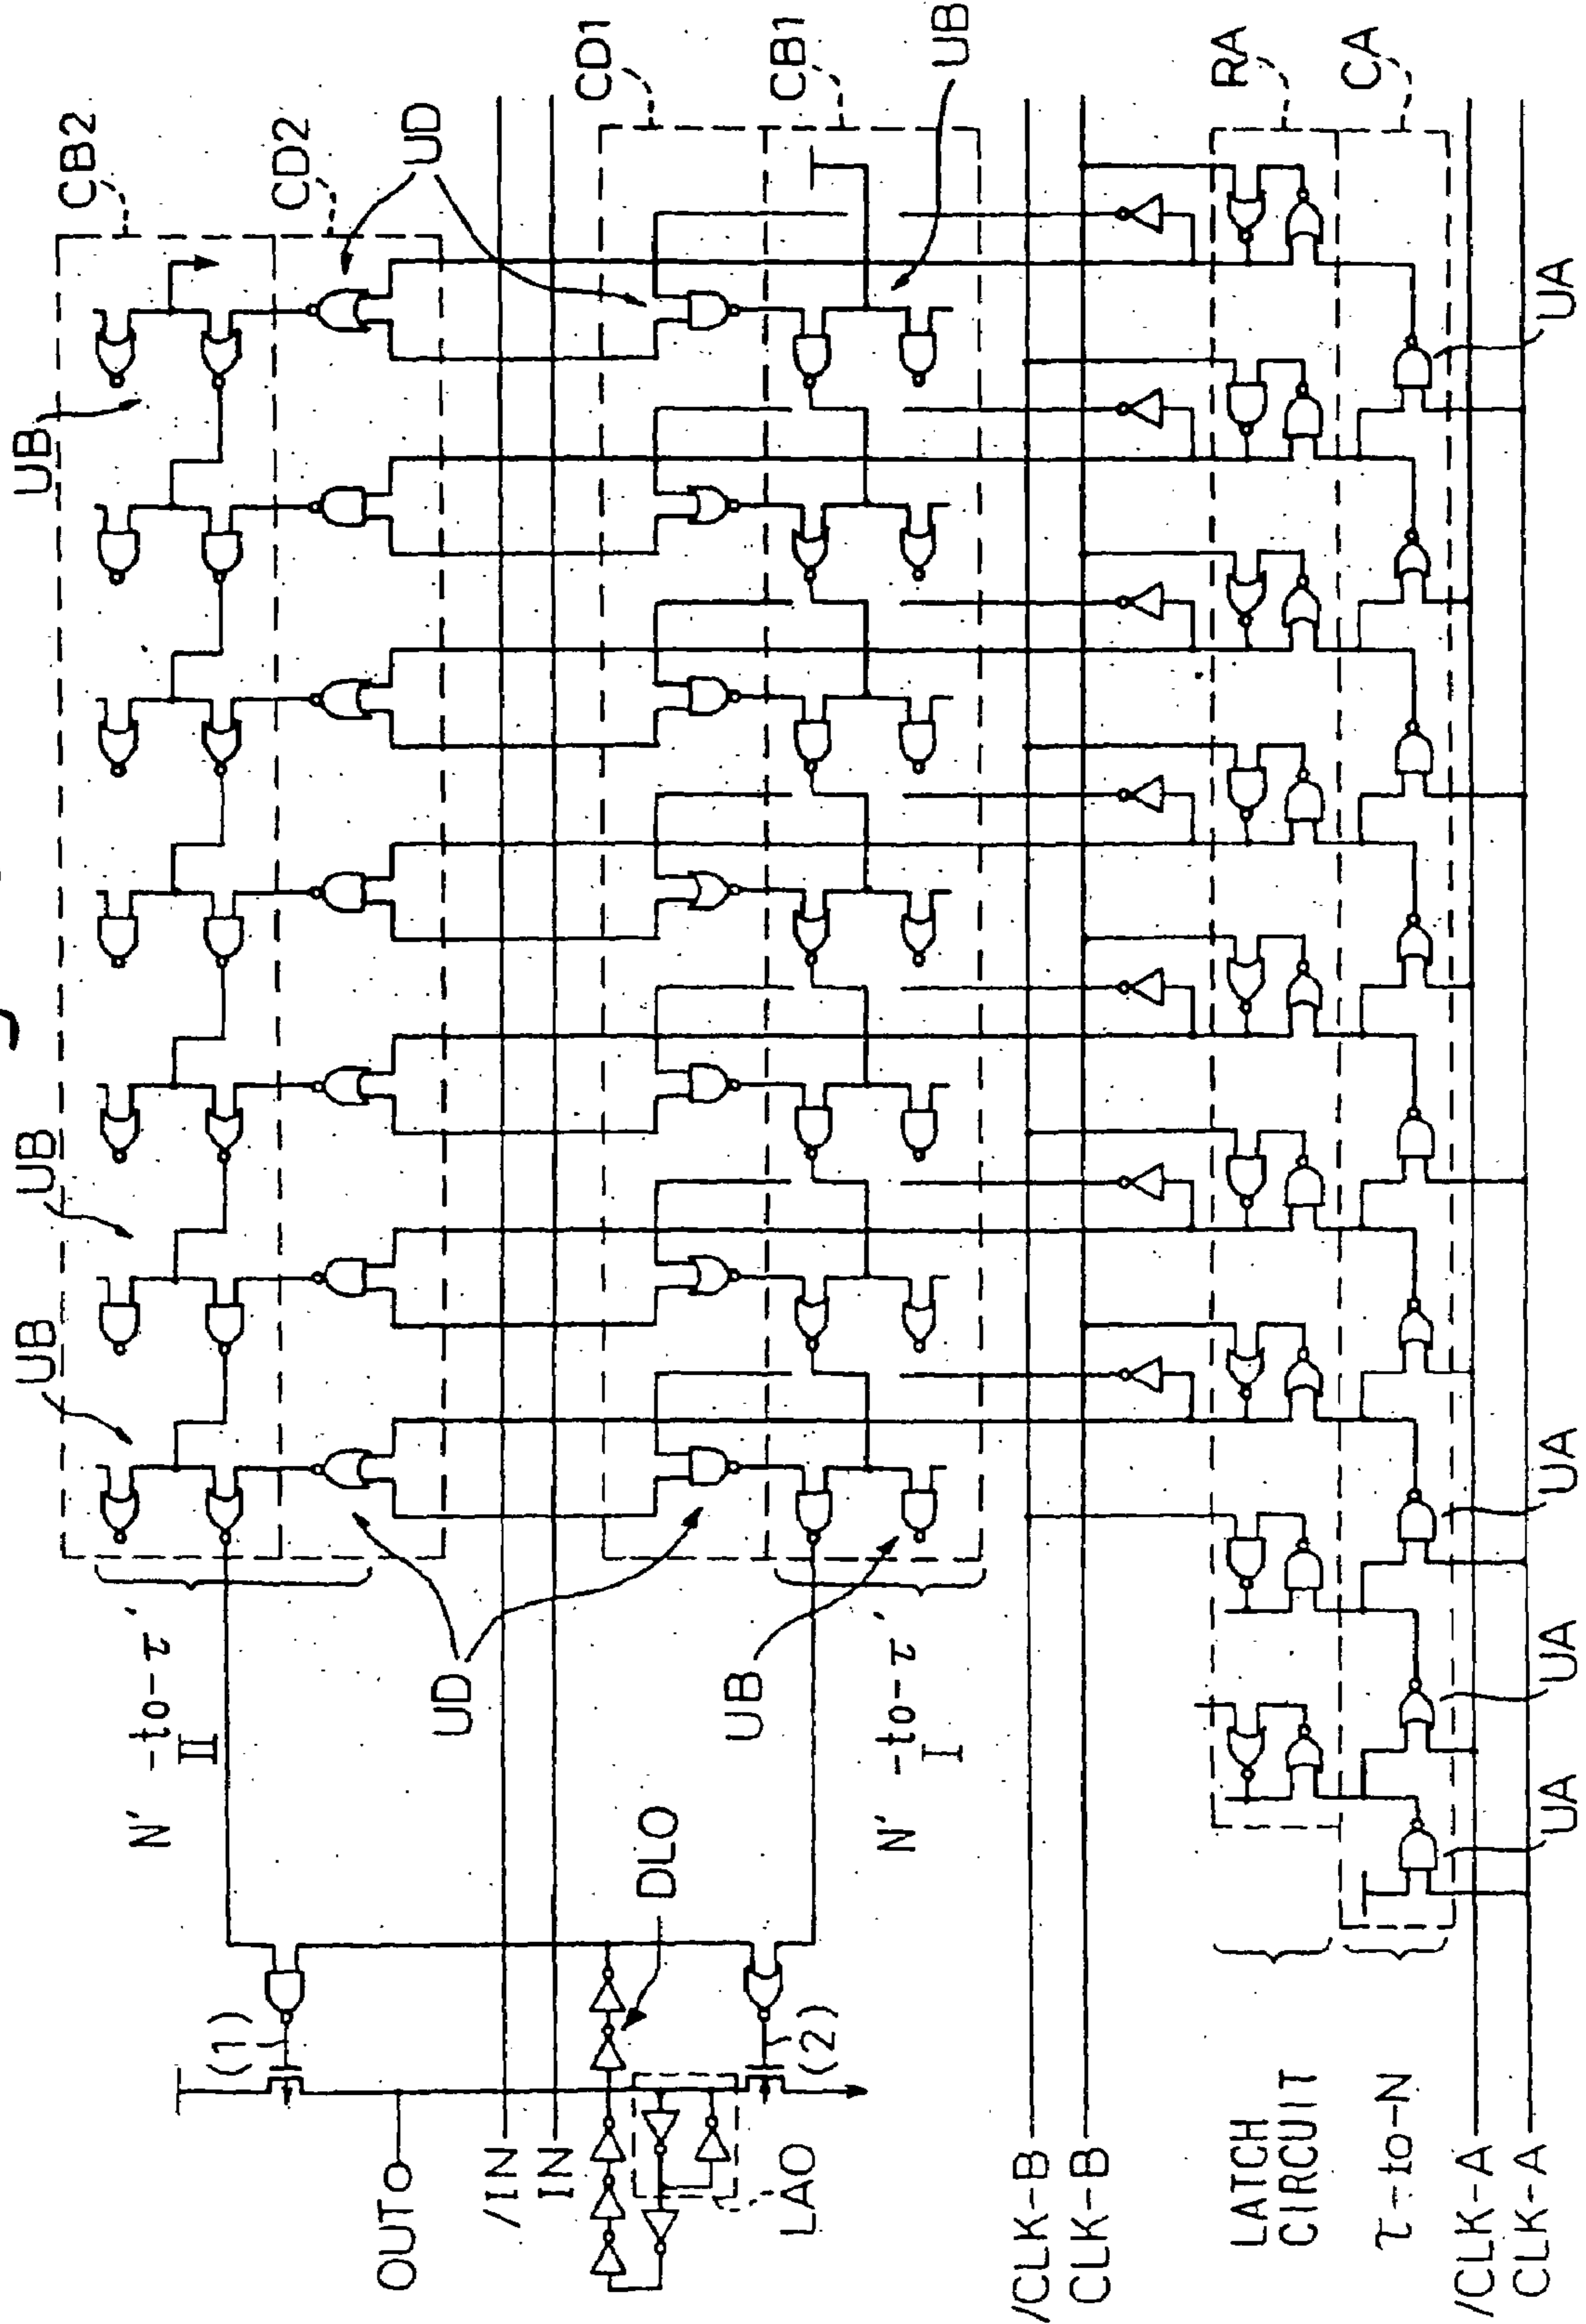 CB2
CD2
UD
CD1
CB1
UB
RA
CA
UA
UB
UB
UB
UA
UA
UA
UD
UB
N' -to-τ'
II
N' -to-τ'
I
DLO
(1)
(2)
OUTo
/IN
IN
LAO
/CLK-B
CLK-B
LATCH
CIRCUIT
τ-to-N
/CLK-A
CLK-A